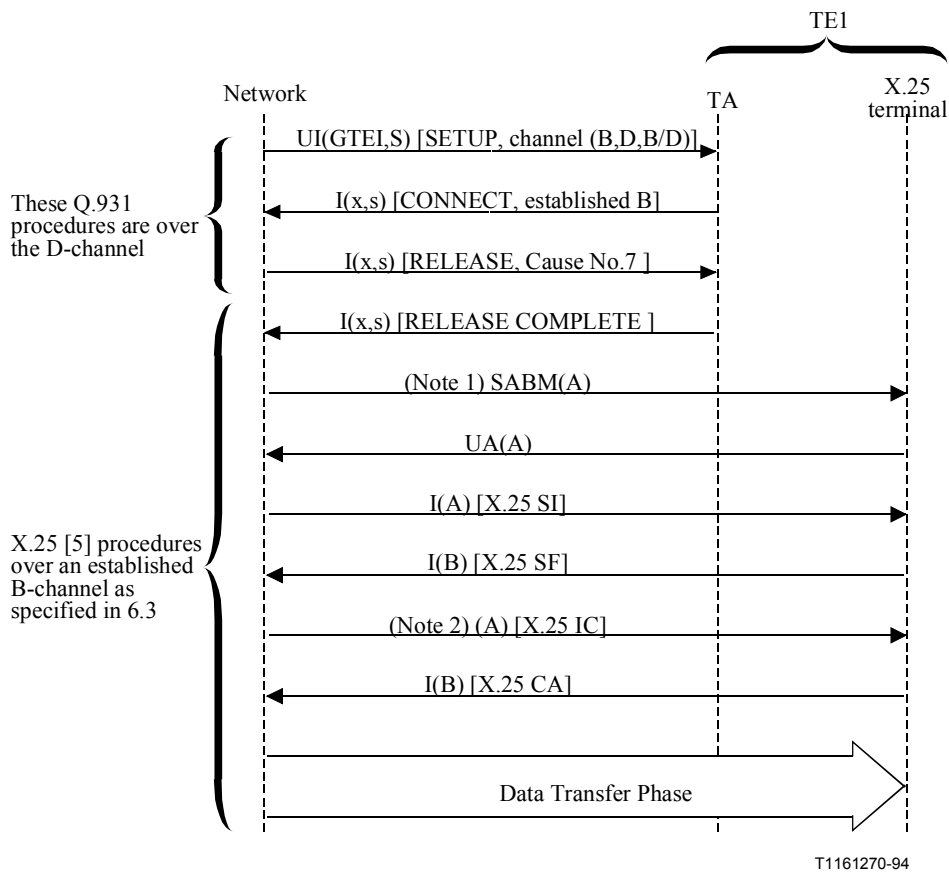 TE1
Network
TA
X.25
terminal
UI(GTEI,S) [SETUP, channel (B,D,B/D)]
These Q.931
procedures are over
the D-channel
I(x,s) [CONNECT, established B]
I(x,s) [RELEASE, Cause No.7 ]
I(x,s) [RELEASE COMPLETE ]
(Note 1) SABM(A)
UA(A)
I(A) [X.25 SI]
X.25 [5] procedures
over an established
B-channel as
specified in 6.3
I(B) [X.25 SF]
(Note 2) (A) [X.25 IC]
I(B) [X.25 CA]
Data Transfer Phase
T1161270-94